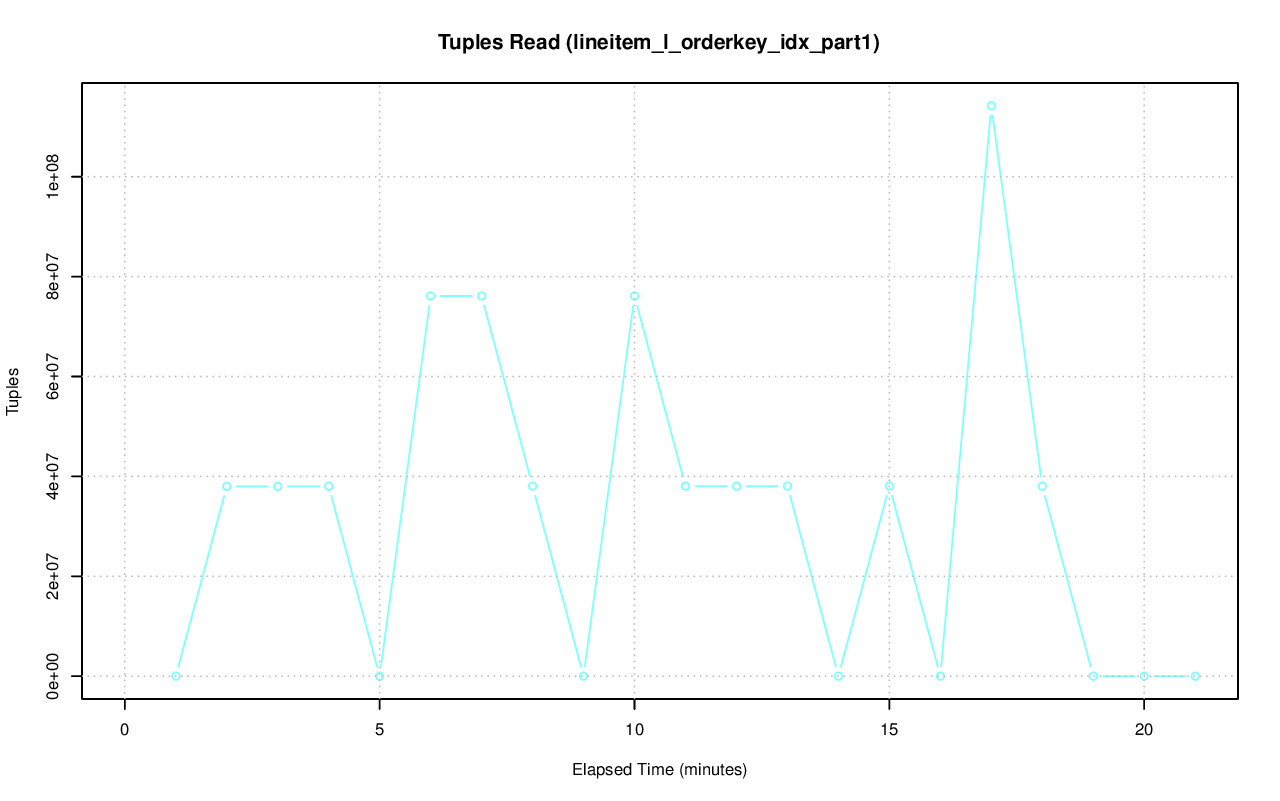 Tuples Read (lineitem_l_orderkey_idx_part1)
Tuples
1e+08
8e+07
6e+07
4e+07
2e+07
0e+00
0 5 10 15 20
Elapsed Time (minutes)